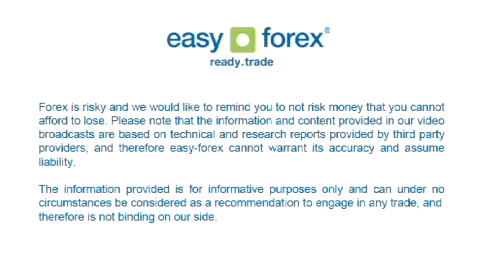 easy forex®
ready.trade
Forex is risky and we would like to remind you to not risk money that you cannot
afford to lose. Please note that the information and content provided in our video
broadcasts are based on technical and research reports provided by third party
providers, and therefore easy-forex cannot warrant its accuracy and assume
liability.
The information provided is for informative purposes only and can under no
circumstances be considered as a recommendation to engage in any trade, and
therefore is not binding on our side.